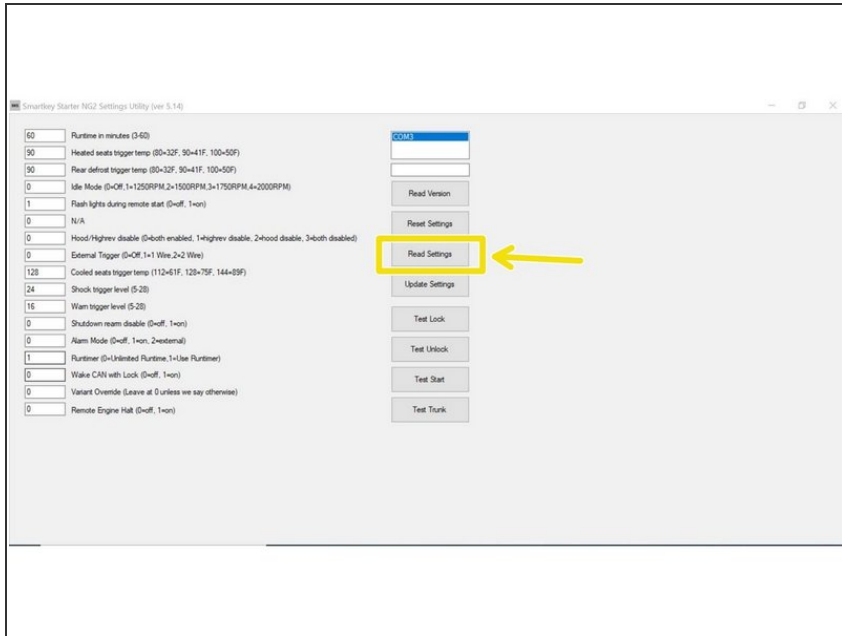 Smartkey Starter NG2 Settings Utility (ver 5.14)
60 Runtime in minutes (3-60)
90 Heated seats trigger temp (80=32F, 90=41F, 100=50F)
90 Rear defrost trigger temp (80=32F, 90=41F, 100=50F)
0 Idle Mode (0=Off,1=1250RPM,2=1500RPM,3=1750RPM,4=2000RPM)
1 Flash lights during remote start (0=off, 1=on)
0 N/A
0 Hood/Highrev disable (0=both enabled, 1=highrev disable, 2=hood disable, 3=both disabled)
0 External Trigger (0=Off,1=1 Wire,2=2 Wire)
128 Cooled seats trigger temp (112=61F, 128=75F, 144=89F)
24 Shock trigger level (5-28)
16 Warn trigger level (5-28)
0 Shutdown rearm disable (0=off, 1=on)
0 Alarm Mode (0=off, 1=on, 2=external)
1 Runtimer (0=Unlimited Runtime,1=Use Runtimer)
0 Wake CAN with Lock (0=off, 1=on)
0 Variant Override (Leave at 0 unless we say otherwise)
0 Remote Engine Halt (0=off, 1=on)
COM3
Read Version
Reset Settings
Read Settings
Update Settings
Test Lock
Test Unlock
Test Start
Test Trunk